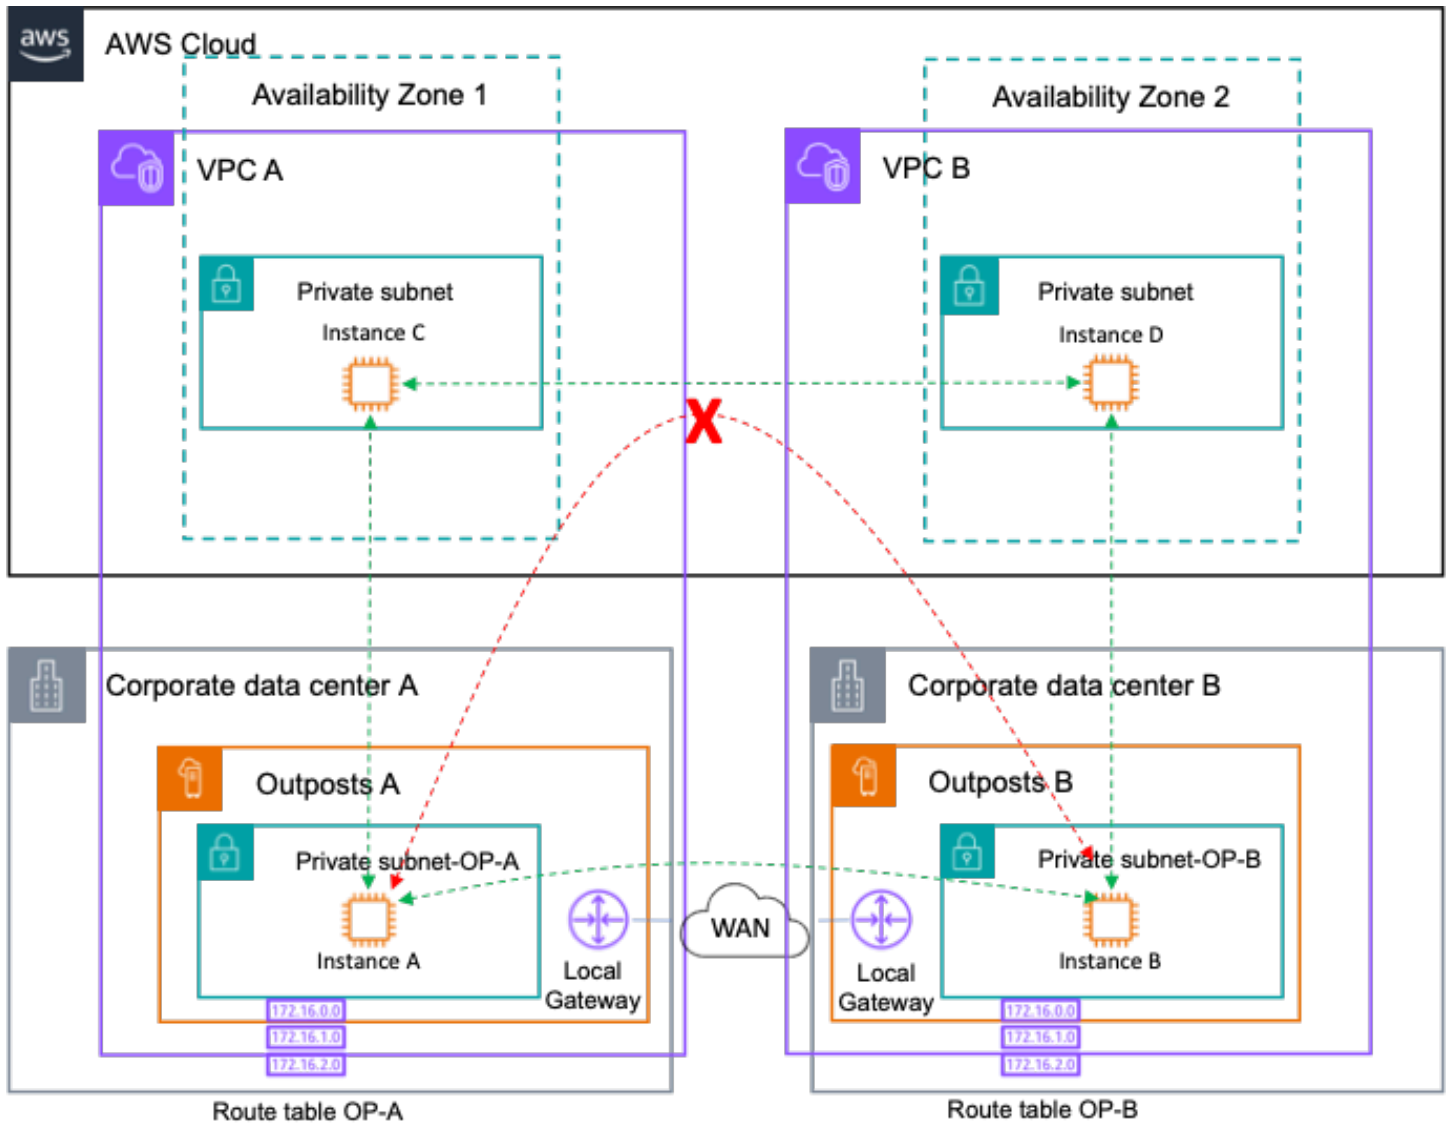 aws
AWS Cloud
Availability Zone 1
Availability Zone 2
VPC A
VPC B
Private subnet
Instance C
Private subnet
Instance D
X
Corporate data center A
Corporate data center B
Outposts A
Outposts B
Private subnet-OP-A
Private subnet-OP-B
Instance A
Instance B
Local
Gateway
WAN
Local
Gateway
172.16.0.0
172.16.1.0
172.16.2.0
172.16.0.0
172.16.1.0
172.16.2.0
Route table OP-A
Route table OP-B